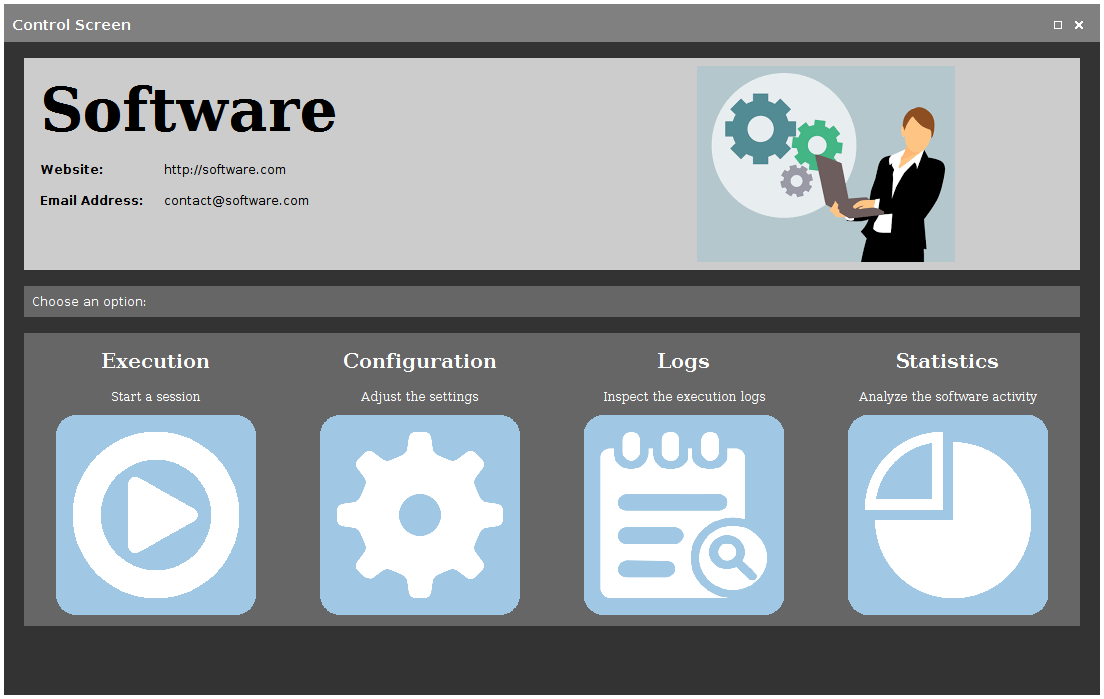 Control Screen
Software
Website: http://software.com
Email Address: contact@software.com
Choose an option:
Execution
Start a session
Configuration
Adjust the settings
Logs
Inspect the execution logs
Statistics
Analyze the software activity